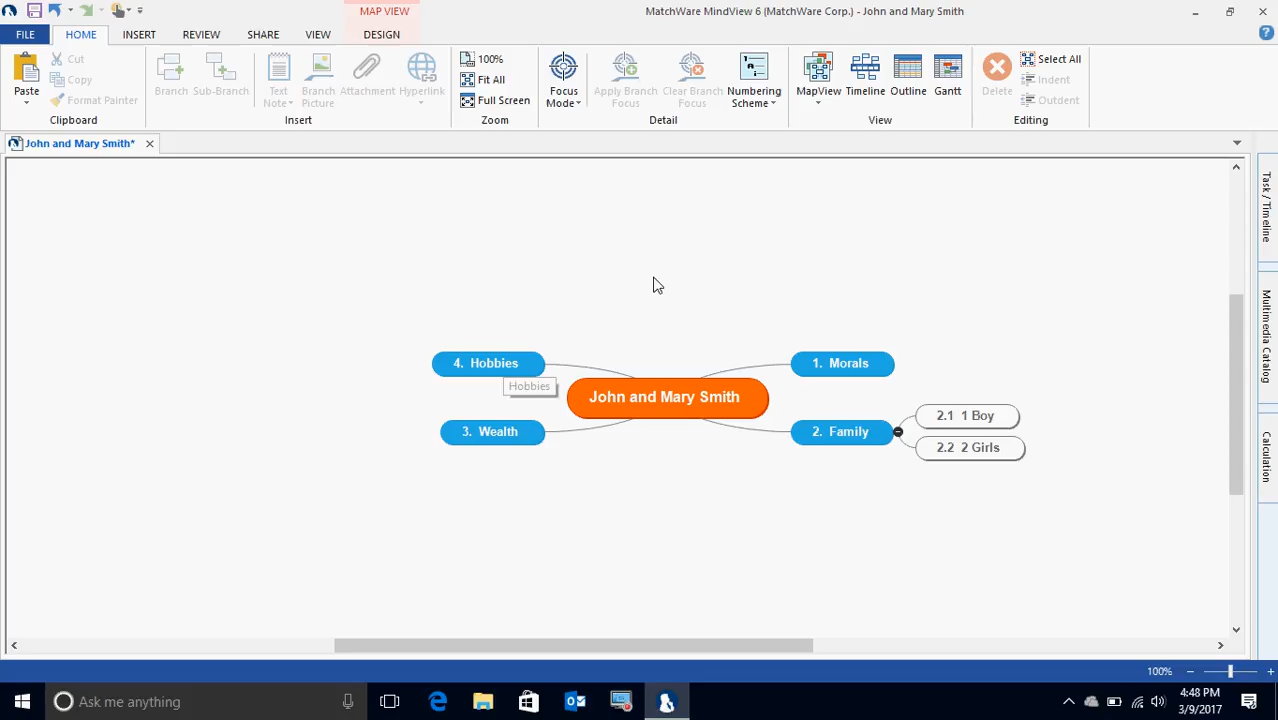 MAP VIEW
MatchWare Mindview 6 (MatchWare Corp.) - John and Mary Smith
FILE HOME INSERT REVIEW SHARE VIEW DESIGN
Paste
Cut
Copy
Format Painter
Clipboard
Branch
Sub-Branch
Text Note
Branch Picture
Attachment
Hyperlink
Insert
100%
Fit All
Full Screen
Zoom
Focus Mode
Apply Branch Focus
Clear Branch Focus
Numbering Scheme
Detail
MapView
Timeline
Outline
Gantt
View
Delete
Select All
Indent
Outdent
Editing
John and Mary Smith*
4. Hobbies
Hobbies
3. Wealth
John and Mary Smith
1. Morals
2. Family
2.1 1 Boy
2.2 2 Girls
Task / Timeline
Multimedia Catalog
Calculation
100%
Ask me anything
4:48 PM
3/9/2017